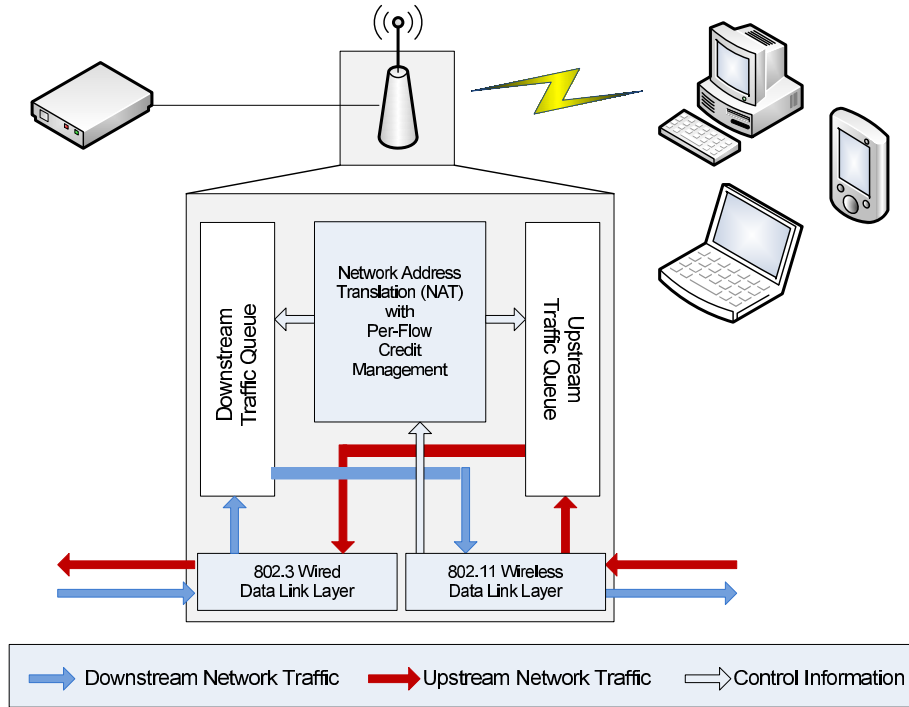 Network Address
Translation (NAT)
with
Per-Flow
Credit
Management
Downstream
Traffic Queue
Upstream
Traffic Queue
802.3 Wired
Data Link Layer
802.11 Wireless
Data Link Layer
Downstream Network Traffic
Upstream Network Traffic
Control Information